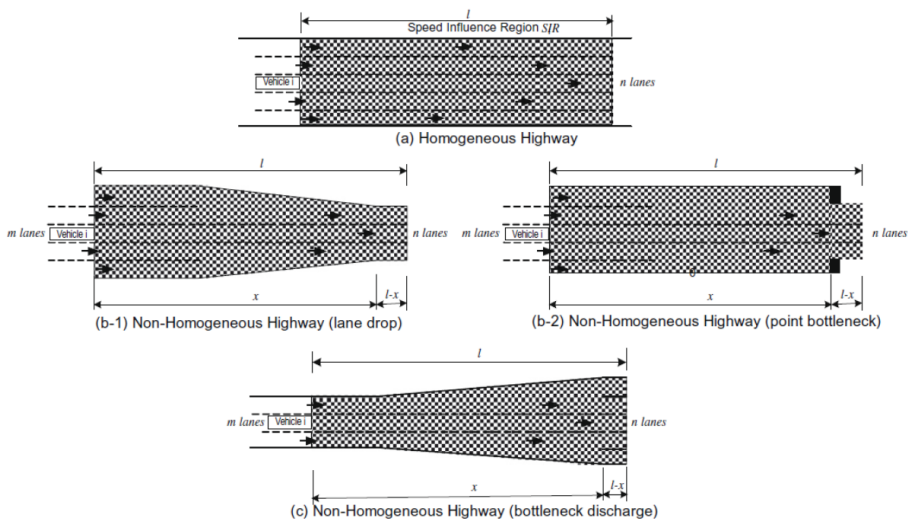 l
Speed Influence Region SIR
Vehicle i
n lanes
(a) Homogeneous Highway
l
m lanes
Vehicle i
n lanes
x
l-x
(b-1) Non-Homogeneous Highway (lane drop)
l
m lanes
Vehicle i
n lanes
x
l-x
(b-2) Non-Homogeneous Highway (point bottleneck)
l
m lanes
Vehicle i
n lanes
x
l-x
(c) Non-Homogeneous Highway (bottleneck discharge)